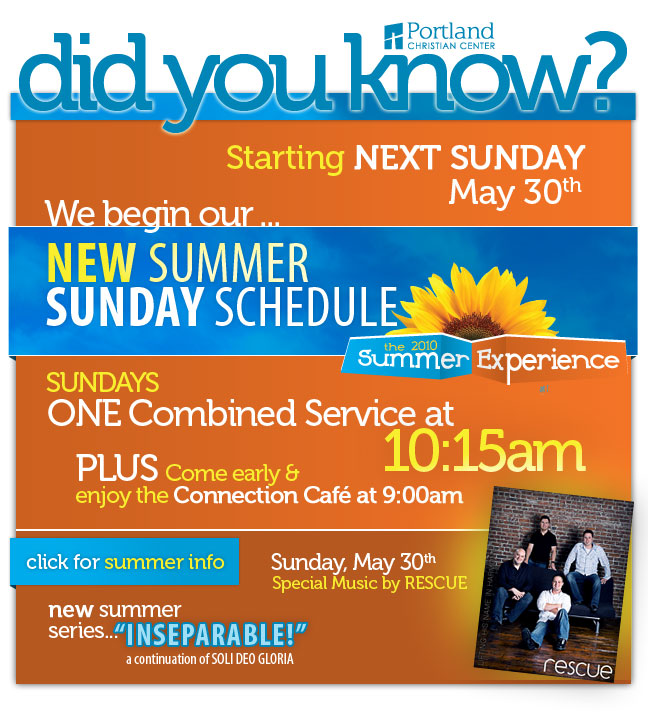 Portland
CHRISTIAN CENTER
did you know?
Starting NEXT SUNDAY
May 30th
We begin our ...
NEW SUMMER
SUNDAY SCHEDULE
the 2010
Summer Experience
SUNDAYS
ONE Combined Service at
10:15am
PLUS Come early &
enjoy the Connection Café at 9:00am
click for summer info
Sunday, May 30th
Special Music by RESCUE
new summer
series..."INSEPARABLE!"
a continuation of SOLI DEO GLORIA
rescue